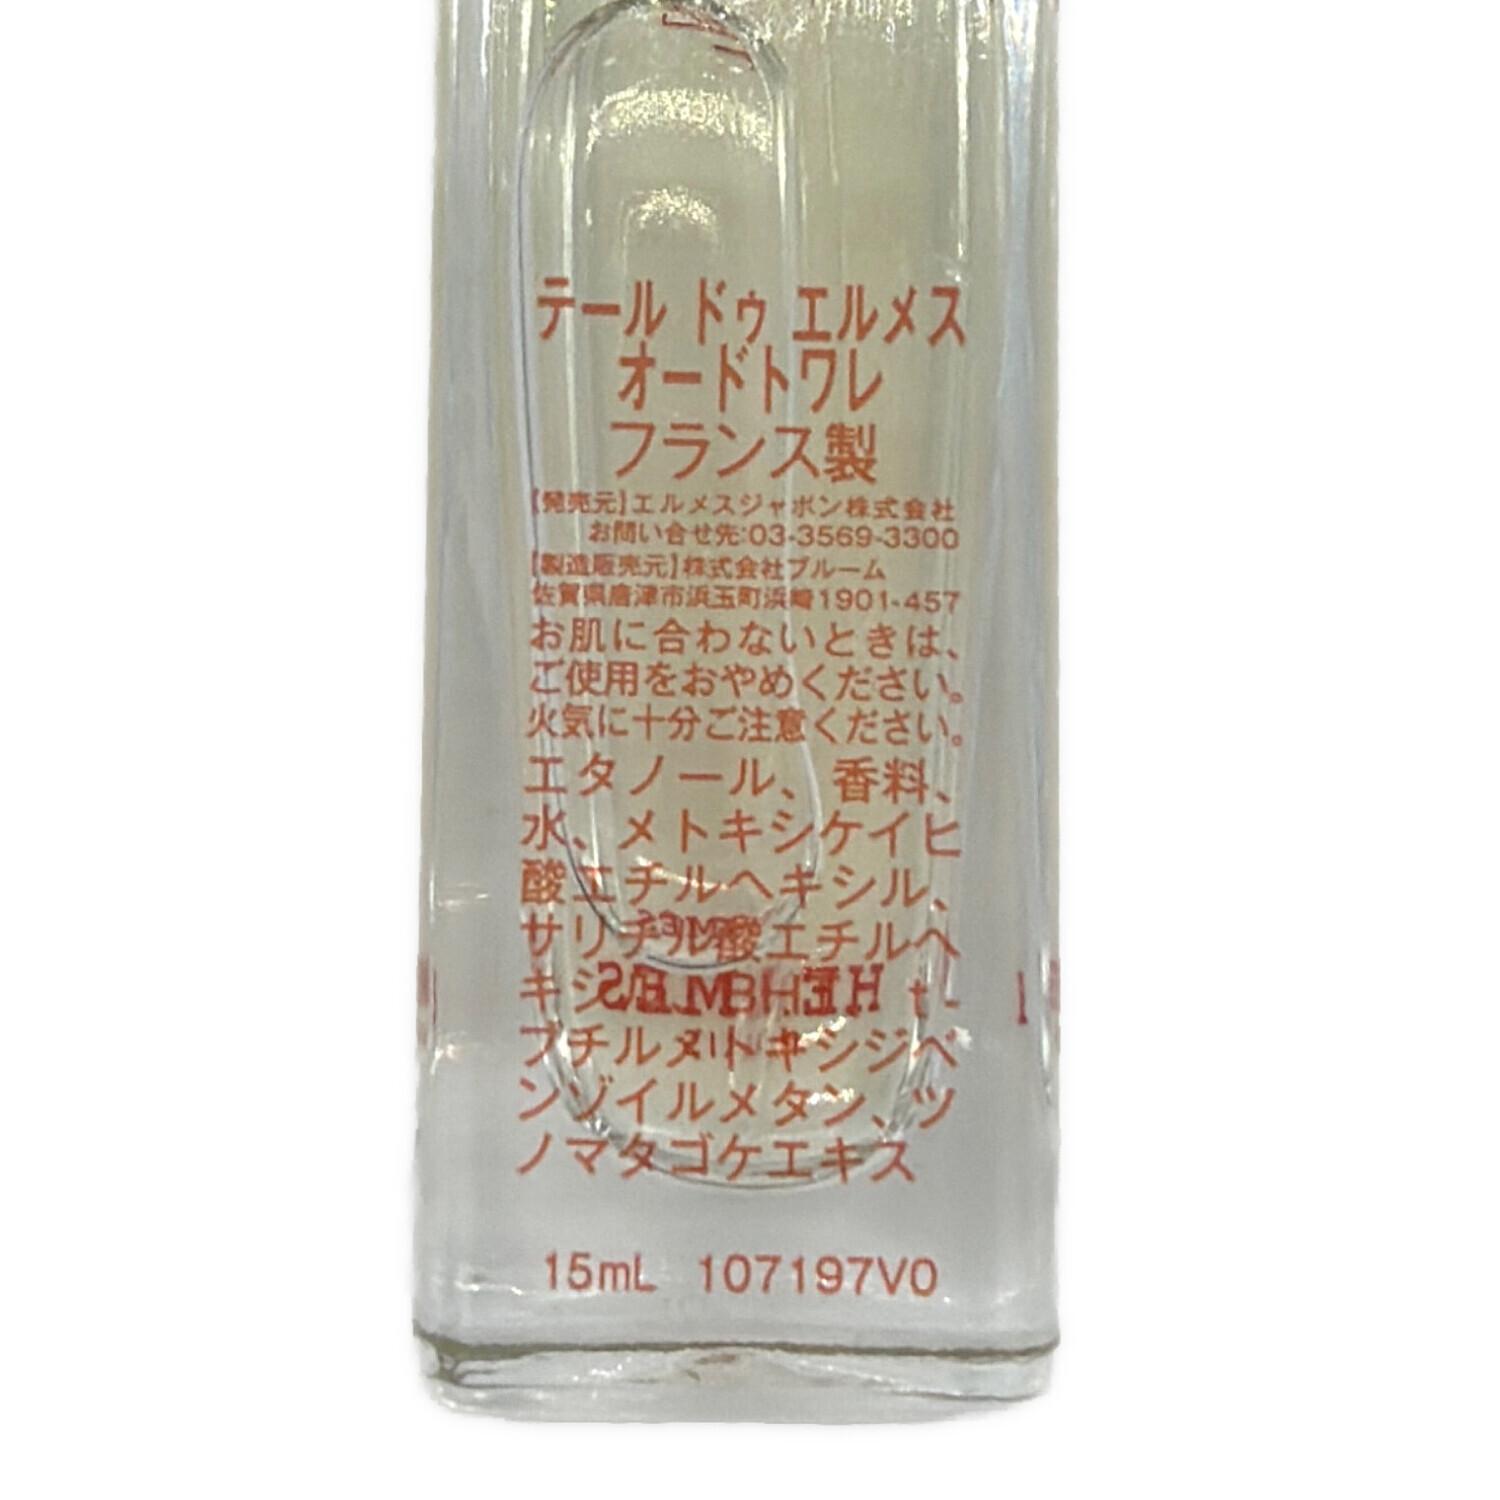 テール ドゥ エルメス
オードトワレ
フランス製
【発売元】エルメスジャポン株式会社
お問い合せ先:03-3569-3300
【製造販売元】株式会社ブルーム
佐賀県唐津市浜玉町浜崎1901-457
お肌に合わないときは、
ご使用をおやめください。
火気に十分ご注意ください。
エタノール、香料、
水、メトキシケイヒ
酸エチルヘキシル、
サリチル酸エチルヘ
キシ t-
ブチルメトキシジベ
ンゾイルメタン、ツ
ノマタゴケエキス
HERMÈS
15mL 107197V0